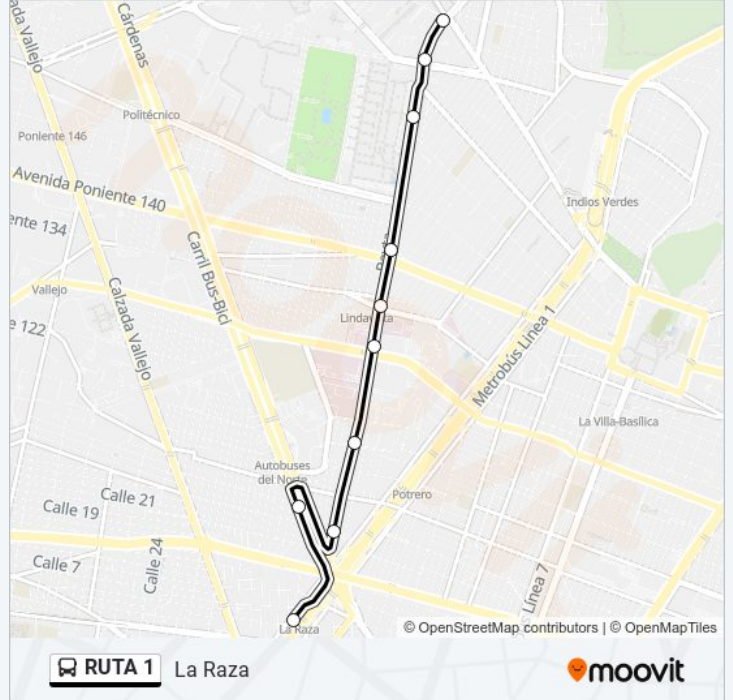 ada Vallejo
Cárdenas
Politécnico
Poniente 146
Avenida Poniente 140
Indios Verdes
ente 134
Carril Bus-Bici
Vallejo
Calzada Vallejo
e 122
Metrobús Línea 1
La Villa-Basílica
Autobuses
del Norte
Potrero
Calle 21
Calle 19
Calle 24
Calle 7
s Línea 7
La Raza
© OpenStreetMap contributors | © OpenMapTiles
RUTA 1 La Raza
moovit